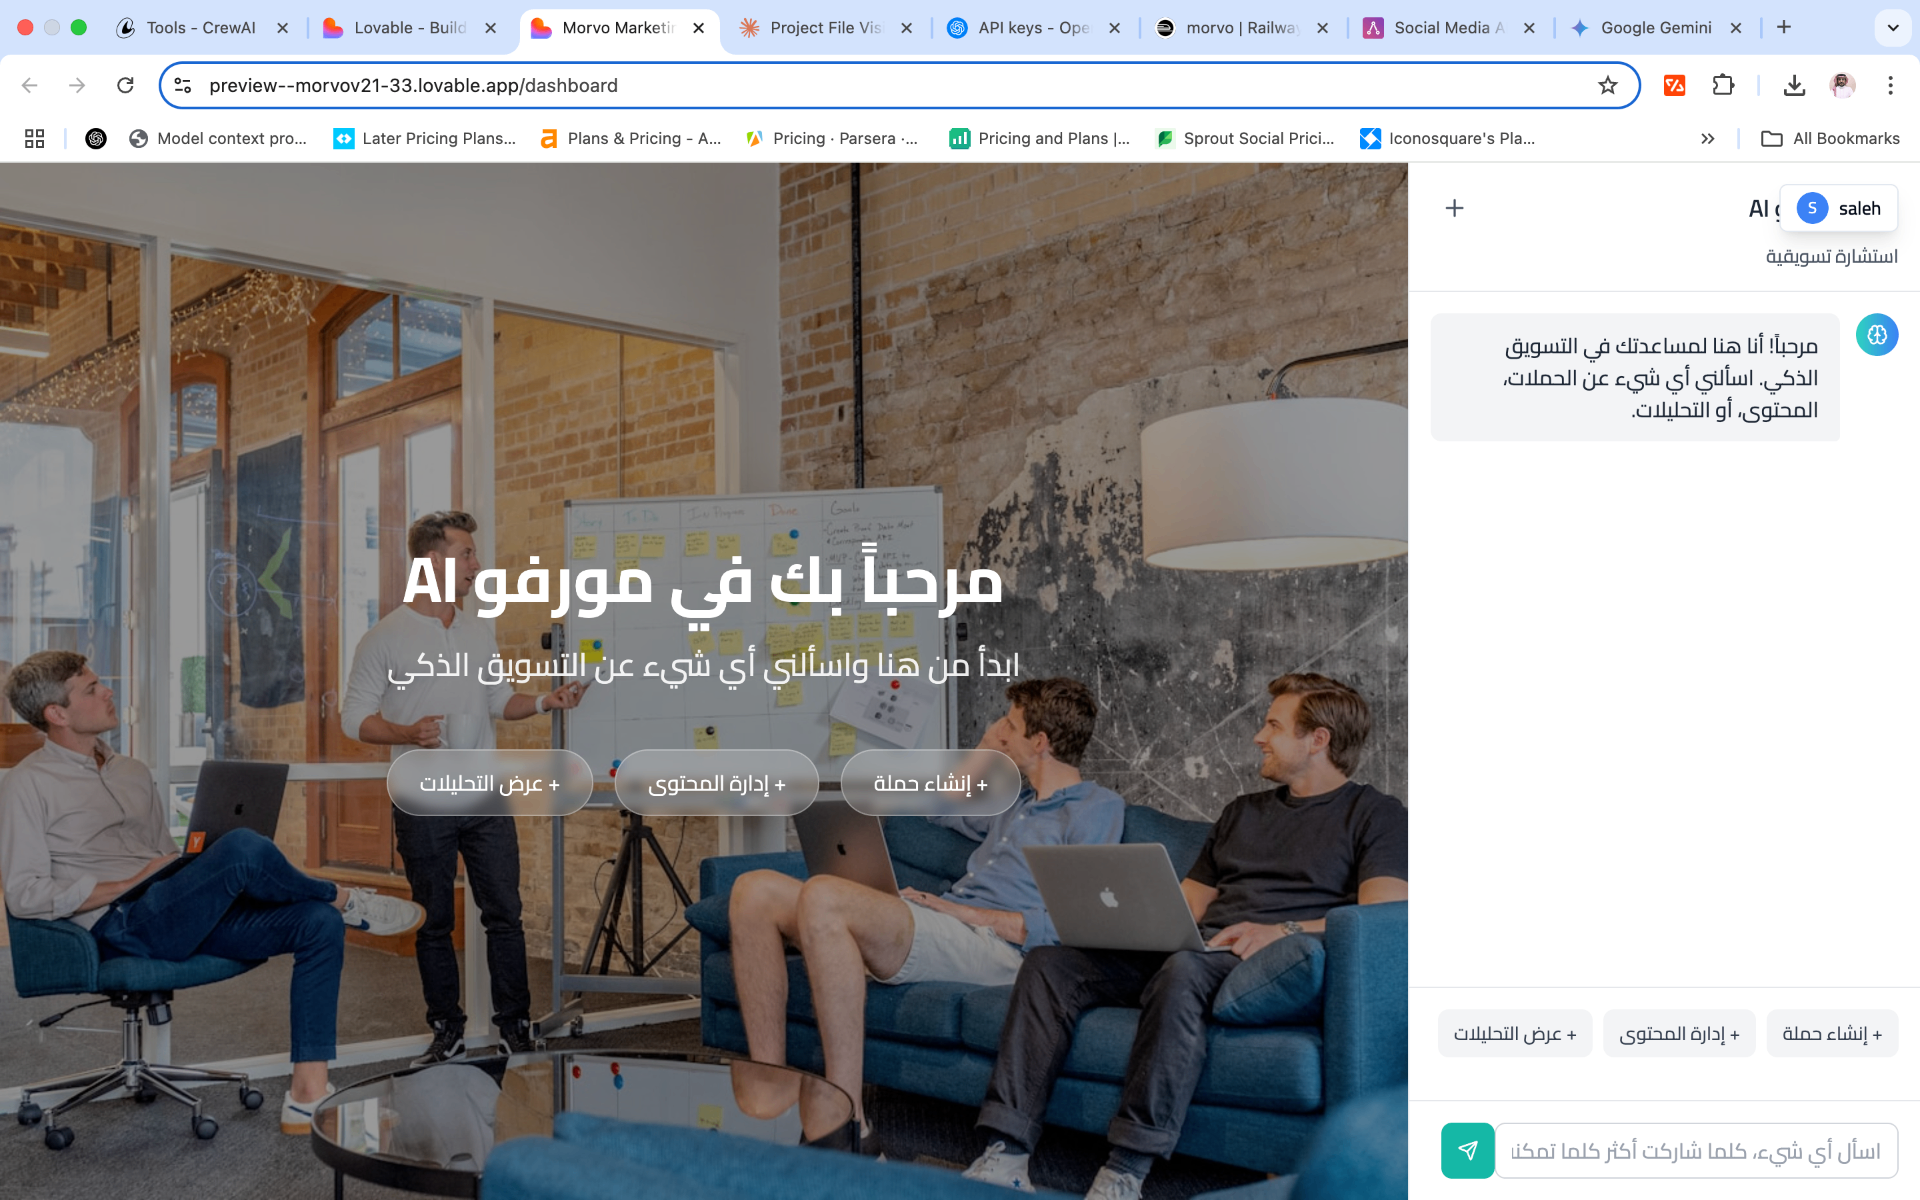 Tools - CrewAI
Lovable - Build
Morvo Marketin
Project File Vis
API keys - Ope
morvo | Railway
Social Media A
Google Gemini
preview--morvov21-33.lovable.app/dashboard
Model context pro...
Later Pricing Plans...
Plans & Pricing - A...
Pricing · Parsera ·...
Pricing and Plans |...
Sprout Social Prici...
Iconosquare's Pla...
All Bookmarks
AI
S saleh
استشارة تسويقية
مرحباً! أنا هنا لمساعدتك في التسويق
الذكي. اسألني أي شيء عن الحملات،
المحتوى، أو التحليلات.
To Do
Done
Goals
مرحباً بك في مورفو AI
ابدأ من هنا واسألني أي شيء عن التسويق الذكي
+ إنشاء حملة
+ إدارة المحتوى
+ عرض التحليلات
+ إنشاء حملة
+ إدارة المحتوى
+ عرض التحليلات
اسأل أي شيء، كلما شاركت أكثر كلما